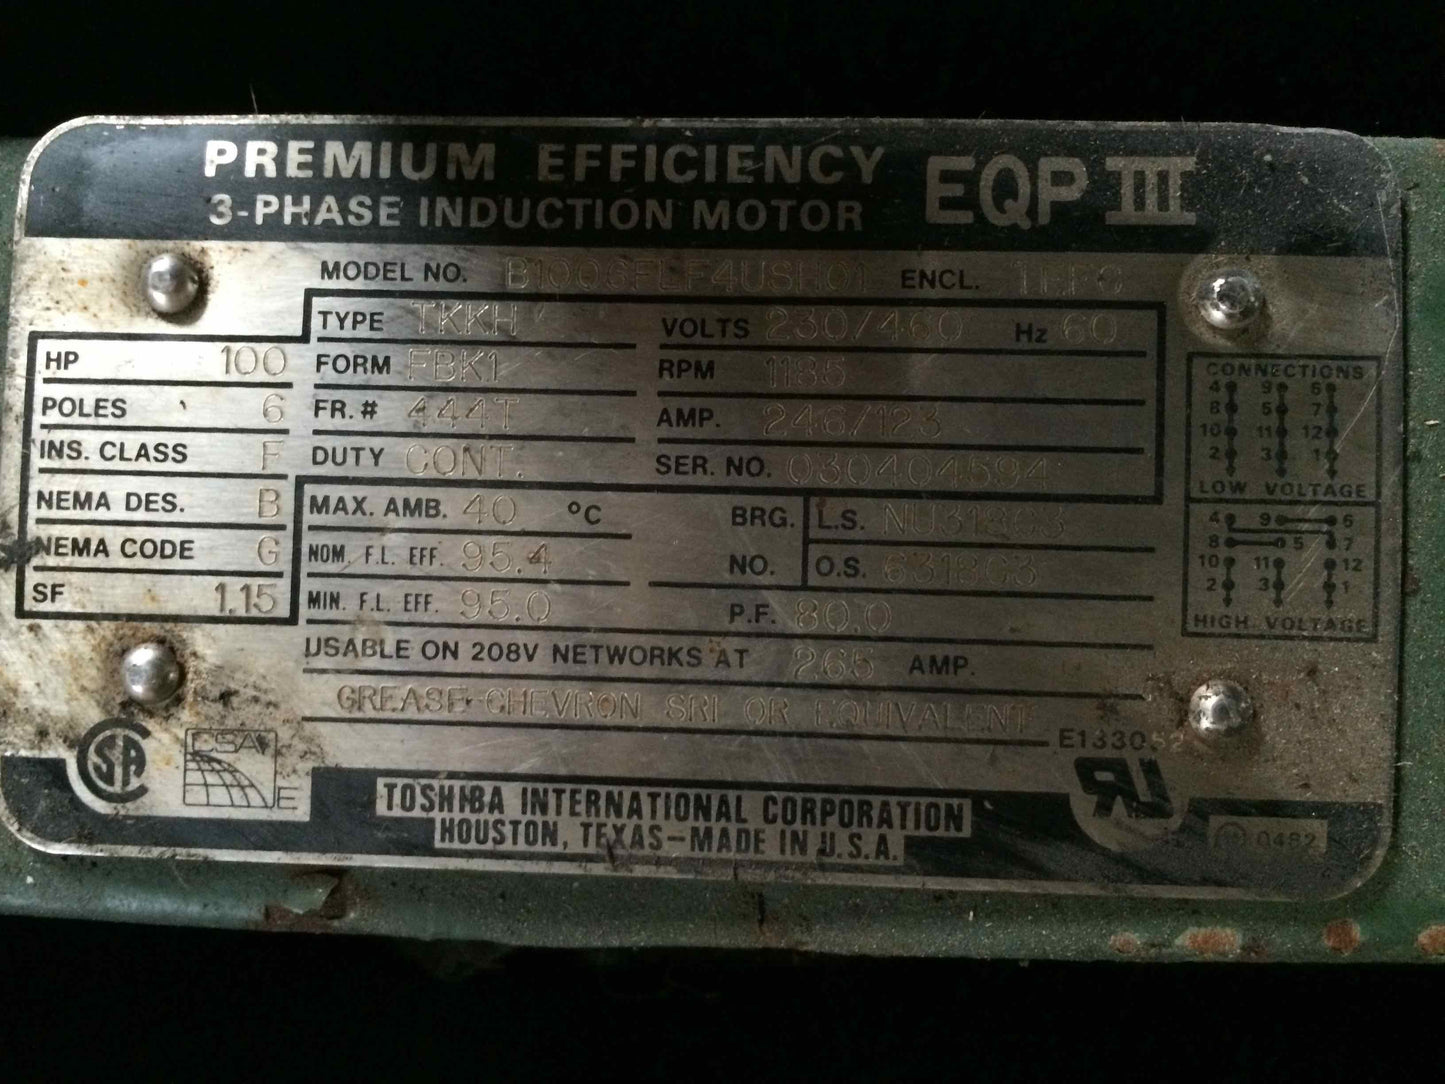 PREMIUM EFFICIENCY EQP III
3-PHASE INDUCTION MOTOR
MODEL NO. B1006FLF4USH01 ENCL. TEFC
TYPE TKKH VOLTS 230/460 Hz 60
HP 100 FORM FBK1 RPM 1185
POLES 6 FR.# 444T AMP. 246/123
INS. CLASS F DUTY CONT. SER. NO. 030404594
NEMA DES. B MAX. AMB. 40 °C BRG. L.S. NU318C3
NEMA CODE G NOM. F.L. EFF. 95.4 NO. O.S. 6318C3
SF 1.15 MIN. F.L. EFF. 95.0 P.F. 80.0
USABLE ON 208V NETWORKS AT 265 AMP.
GREASE-CHEVRON SRI OR EQUIVALENT
CONNECTIONS
4 9 6
8 5 7
10 11 12
2 3 1
LOW VOLTAGE
4 9 6
8 5 7
10 11 12
2 3 1
HIGH VOLTAGE
SA
CSA
E
TOSHIBA INTERNATIONAL CORPORATION
HOUSTON, TEXAS-MADE IN U.S.A.
RU
0482